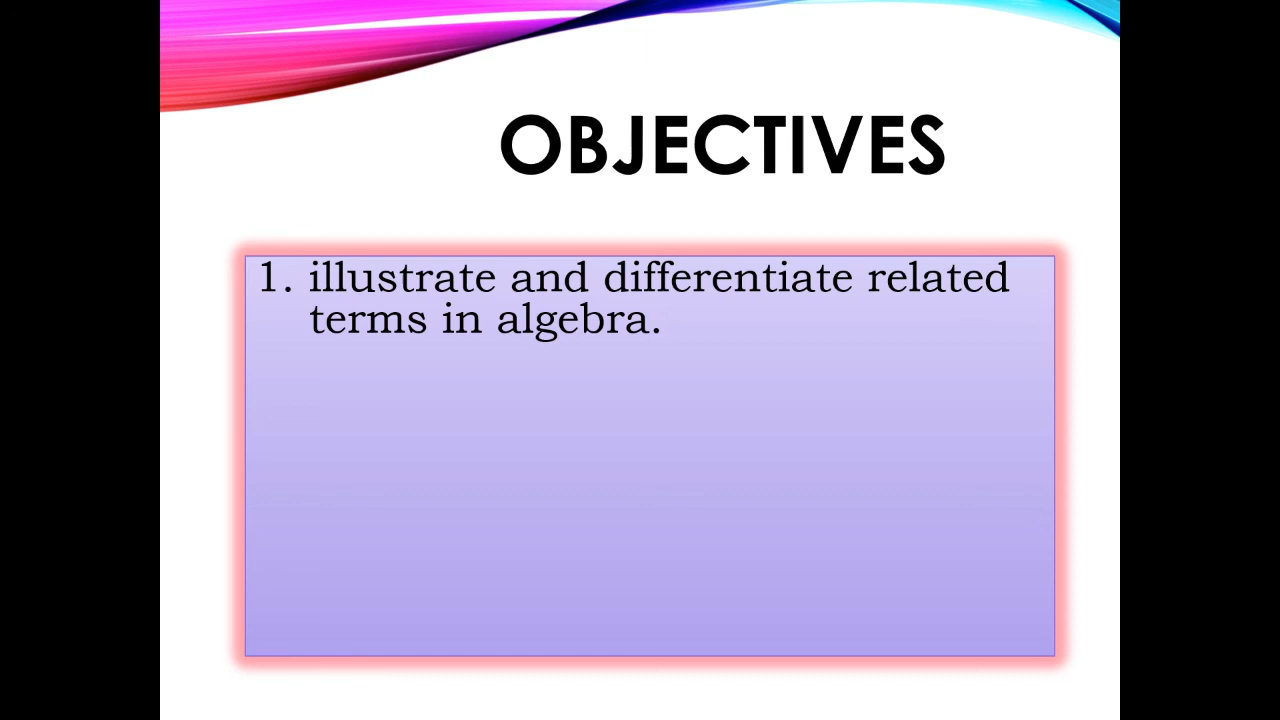 OBJECTIVES
1. illustrate and differentiate related
terms in algebra.